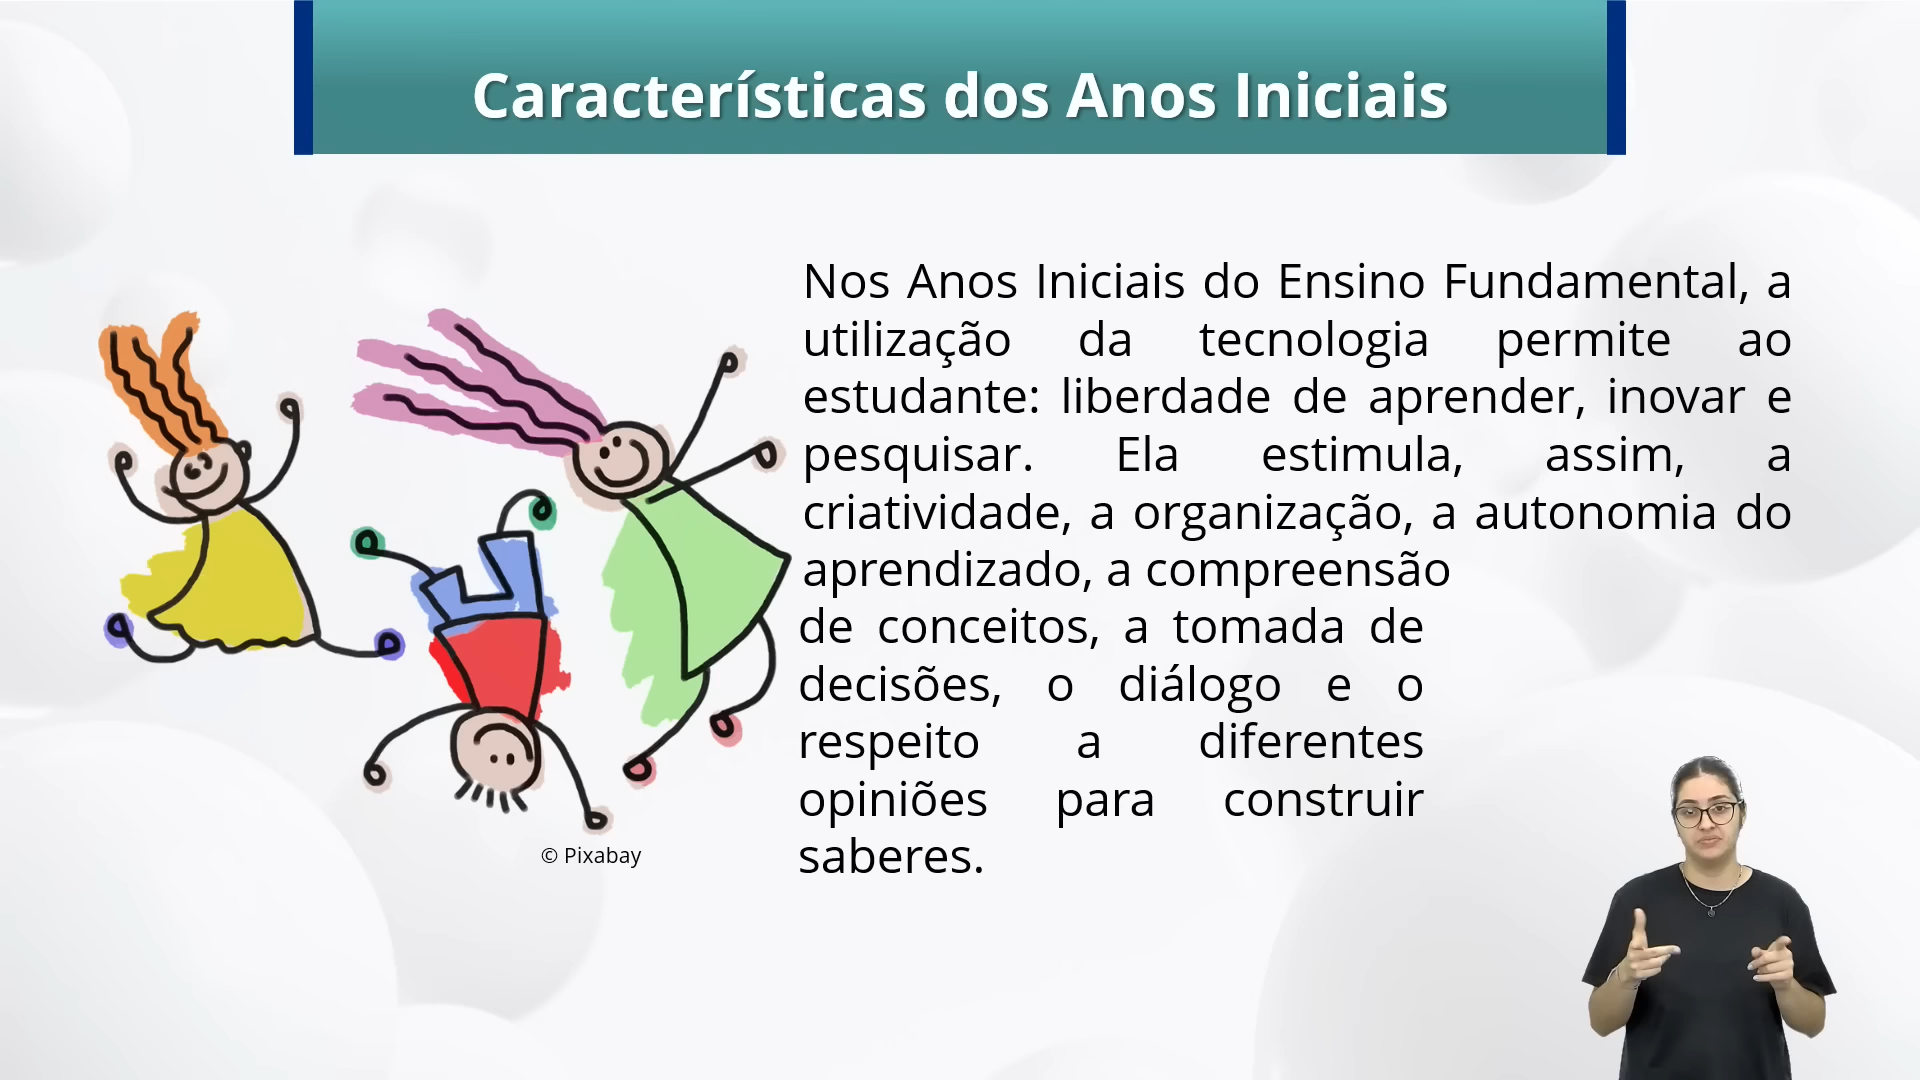 Características dos Anos Iniciais
Nos Anos Iniciais do Ensino Fundamental, a
utilização da tecnologia permite ao
estudante: liberdade de aprender, inovar e
pesquisar. Ela estimula, assim, a
criatividade, a organização, a autonomia do
aprendizado, a compreensão
de conceitos, a tomada de
decisões, o diálogo e o
respeito a diferentes
opiniões para construir
saberes.
© Pixabay